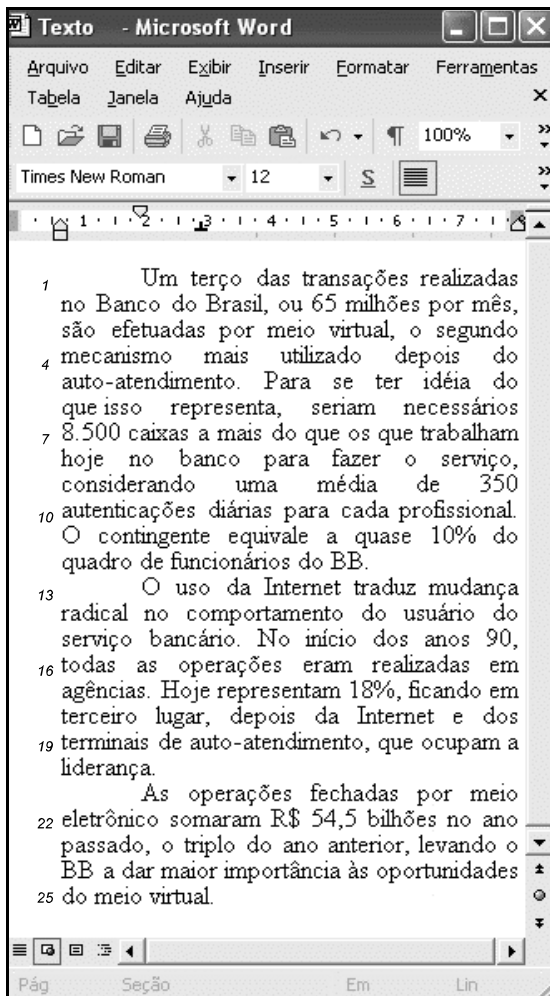 Texto - Microsoft Word
Arquivo Editar Exibir Inserir Formatar Ferramentas
Tabela Janela Ajuda
100%
Times New Roman 12 S
1 2 3 4 5 6 7
1 Um terço das transações realizadas
no Banco do Brasil, ou 65 milhões por mês,
são efetuadas por meio virtual, o segundo
4 mecanismo mais utilizado depois do
auto-atendimento. Para se ter idéia do
que isso representa, seriam necessários
7 8.500 caixas a mais do que os que trabalham
hoje no banco para fazer o serviço,
considerando uma média de 350
10 autenticações diárias para cada profissional.
O contingente equivale a quase 10% do
quadro de funcionários do BB.
13 O uso da Internet traduz mudança
radical no comportamento do usuário do
serviço bancário. No início dos anos 90,
16 todas as operações eram realizadas em
agências. Hoje representam 18%, ficando em
terceiro lugar, depois da Internet e dos
19 terminais de auto-atendimento, que ocupam a
liderança.
As operações fechadas por meio
22 eletrônico somaram R$ 54,5 bilhões no ano
passado, o triplo do ano anterior, levando o
BB a dar maior importância às oportunidades
25 do meio virtual.
Pág Seção Em Lin